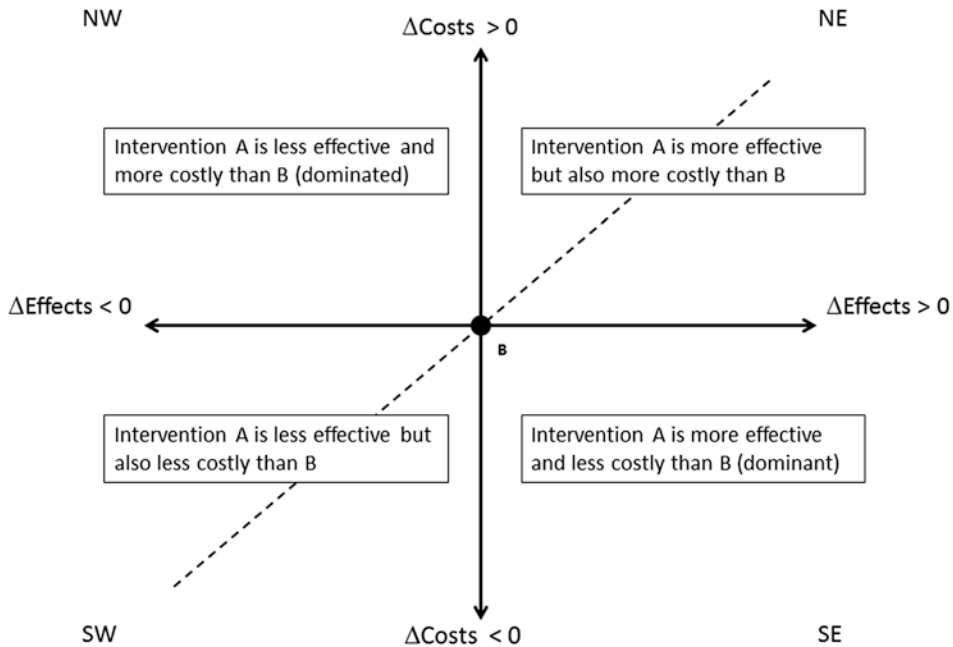 NW
ΔCosts > 0
NE
Intervention A is less effective and
more costly than B (dominated)
Intervention A is more effective
but also more costly than B
ΔEffects < 0
ΔEffects > 0
B
Intervention A is less effective but
also less costly than B
Intervention A is more effective
and less costly than B (dominant)
SW
ΔCosts < 0
SE